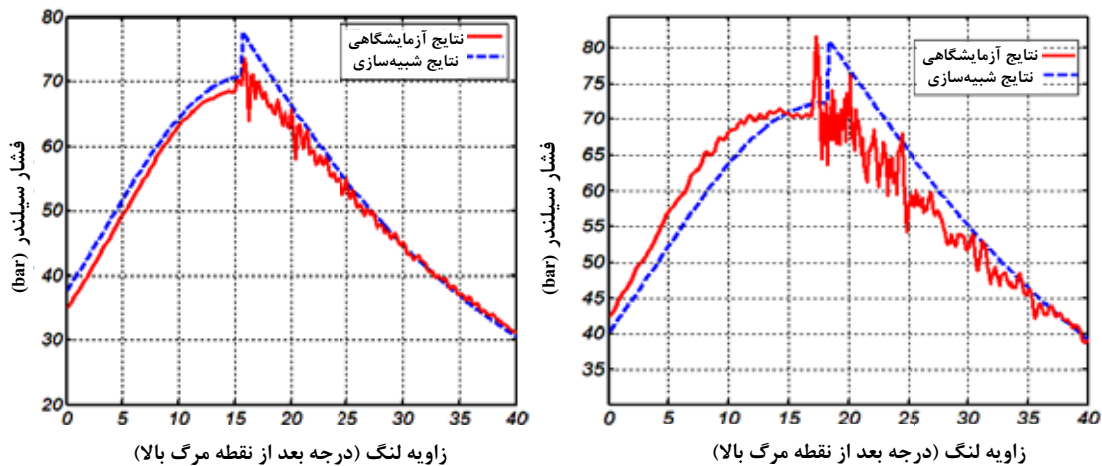 80
70
60
50
40
30
20
0 5 10 15 20 25 30 35 40
فشار سیلندر (bar)
زاویه لنگ (درجه بعد از نقطه مرگ بالا)
نتایج آزمایشگاهی
نتایج شبیه‌سازی
80
75
70
65
60
55
50
45
40
35
0 5 10 15 20 25 30 35 40
فشار سیلندر (bar)
زاویه لنگ (درجه بعد از نقطه مرگ بالا)
نتایج آزمایشگاهی
نتایج شبیه‌سازی